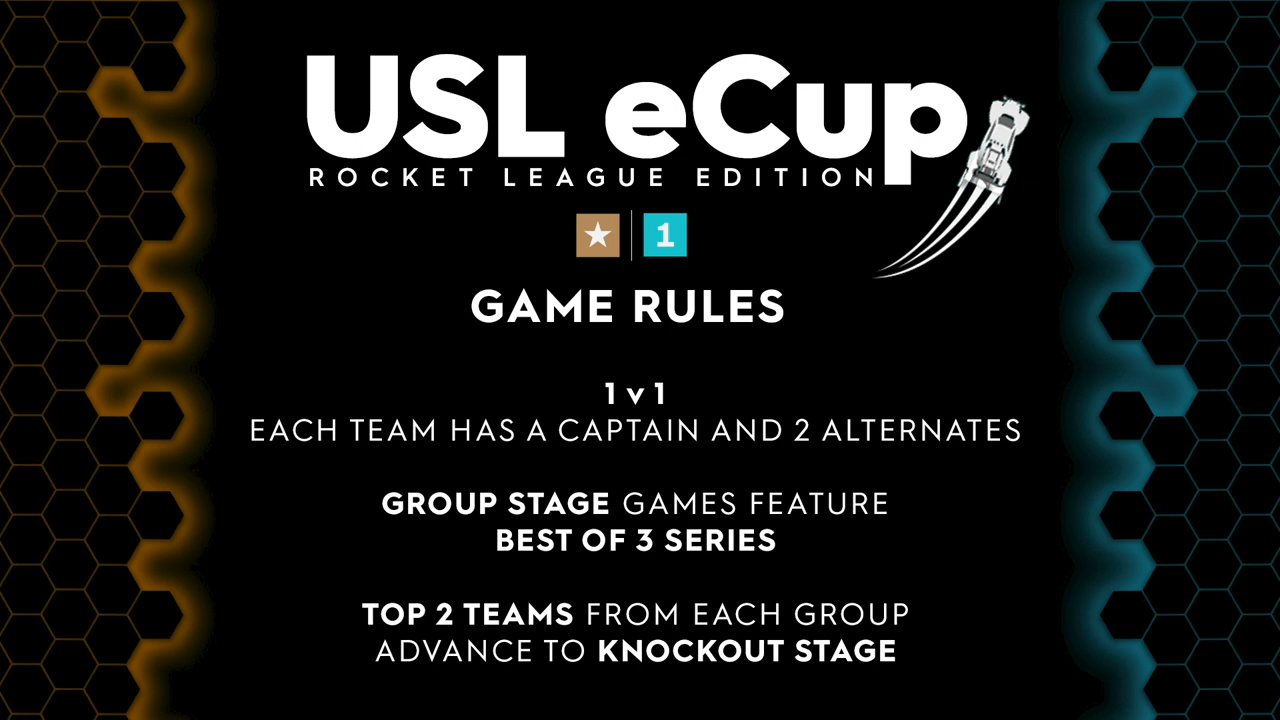 USL eCup
ROCKET LEAGUE EDITION
★ 1
GAME RULES
1 v 1
EACH TEAM HAS A CAPTAIN AND 2 ALTERNATES
GROUP STAGE GAMES FEATURE
BEST OF 3 SERIES
TOP 2 TEAMS FROM EACH GROUP
ADVANCE TO KNOCKOUT STAGE